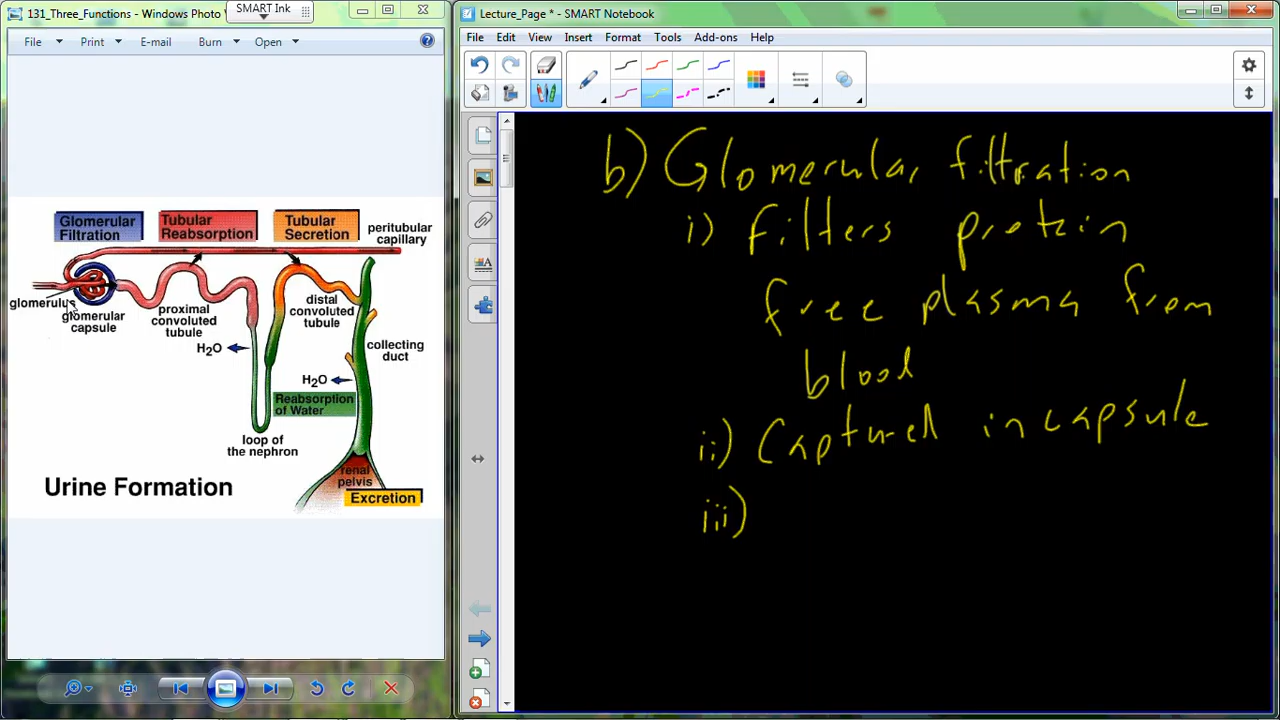 131_Three_Functions - Windows Photo
SMART Ink
File Print Burn E-mail Open
Glomerular Filtration
Tubular Reabsorption
Tubular Secretion
peritubular capillary
glomerulus
glomerular capsule
proximal convoluted tubule
distal convoluted tubule
H2O
collecting duct
H2O
Reabsorption of Water
loop of the nephron
renal pelvis
Excretion
Urine Formation
Lecture_Page * - SMART Notebook
File Edit View Insert Format Tools Add-ons Help
b) Glomerular filtration
i) filters protein
free plasma from
blood
ii) Captured in capsule
iii)